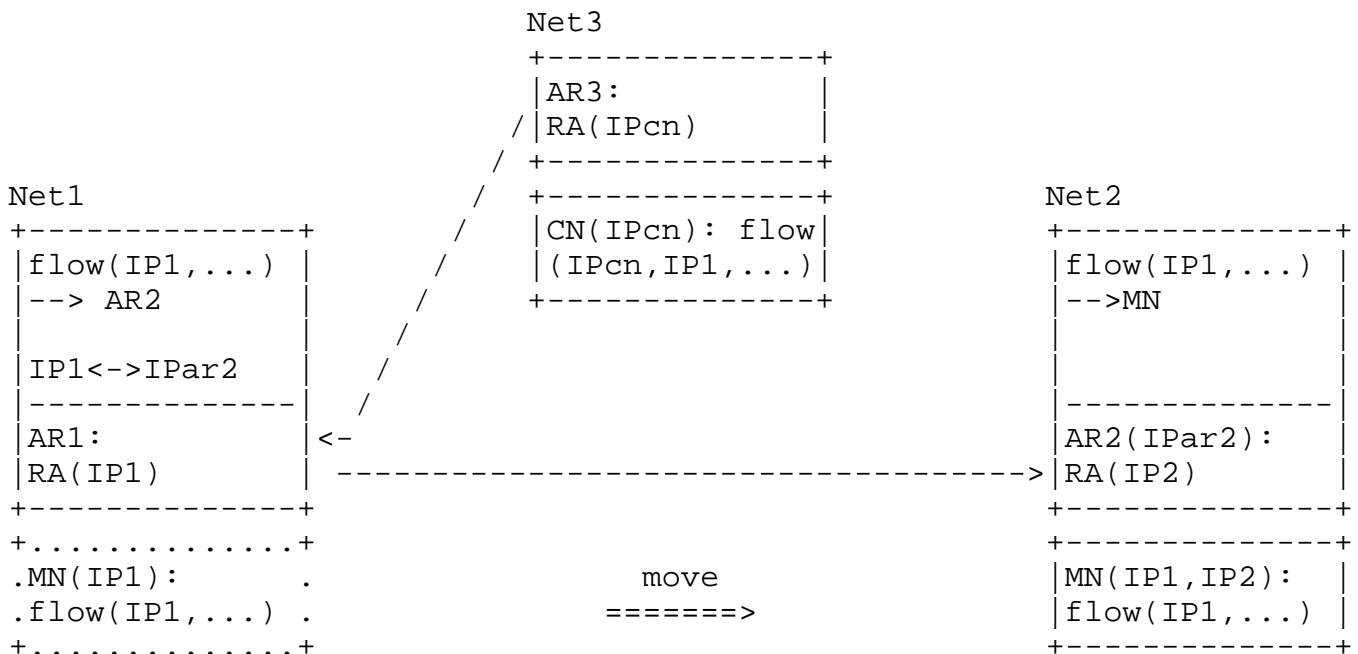 Net3
AR3:
RA(IPcn)
Net1
Net2
CN(IPcn): flow
(IPcn,IP1,...)
flow(IP1,...)
--> AR2
IP1<->IPar2
flow(IP1,...)
-->MN
AR1:
RA(IP1)
AR2(IPar2):
RA(IP2)
MN(IP1):
flow(IP1,...)
move
=======>
MN(IP1,IP2):
flow(IP1,...)